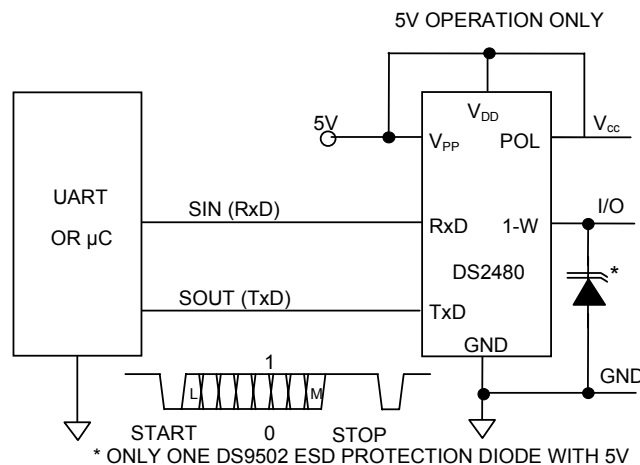 5V OPERATION ONLY
VDD
5V
VPP
POL
Vcc
UART
OR µC
SIN (RxD)
RxD
1-W
I/O
*
DS2480
SOUT (TxD)
TxD
GND
1
GND
L
M
START
0
STOP
* ONLY ONE DS9502 ESD PROTECTION DIODE WITH 5V